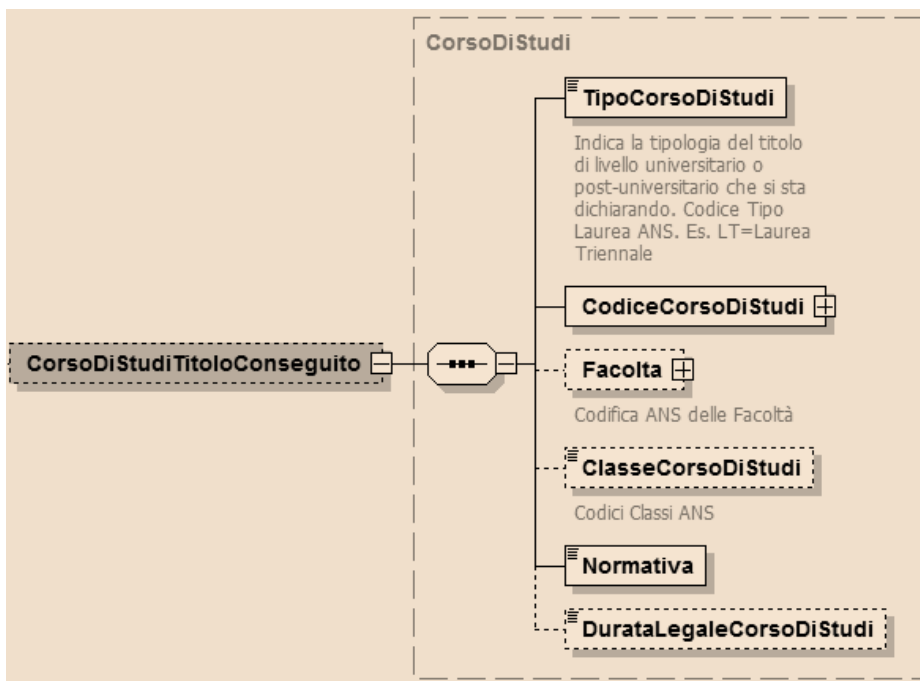 CorsoDiStudi
TipoCorsoDiStudi
Indica la tipologia del titolo
di livello universitario o
post-universitario che si sta
dichiarando. Codice Tipo
Laurea ANS. Es. LT=Laurea
Triennale
CodiceCorsoDiStudi
CorsoDiStudiTitoloConseguito
Facolta
Codifica ANS delle Facoltà
ClasseCorsoDiStudi
Codici Classi ANS
Normativa
DurataLegaleCorsoDiStudi